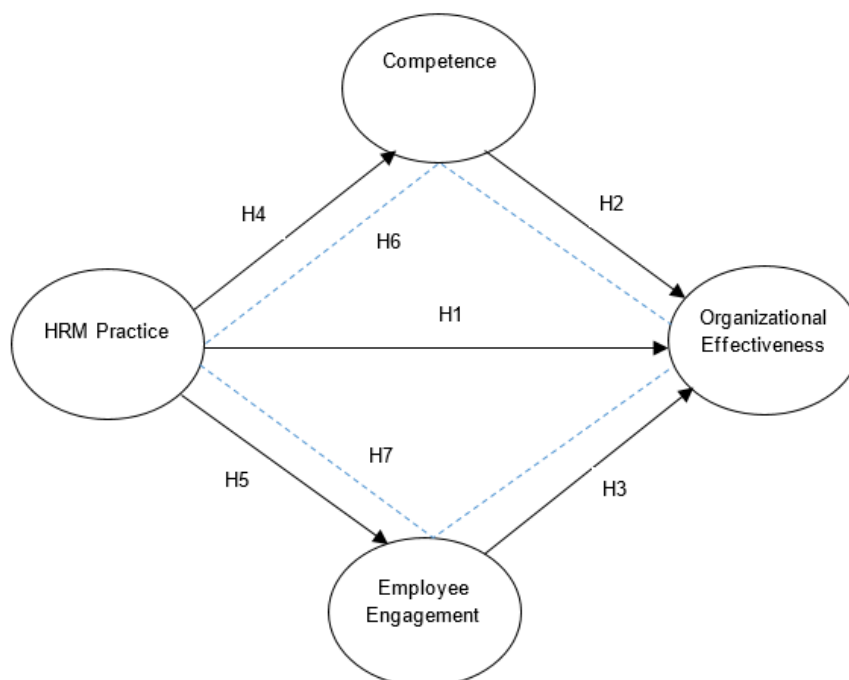 Competence
H4
H2
H6
HRM Practice
H1
Organizational
Effectiveness
H7
H5
H3
Employee
Engagement